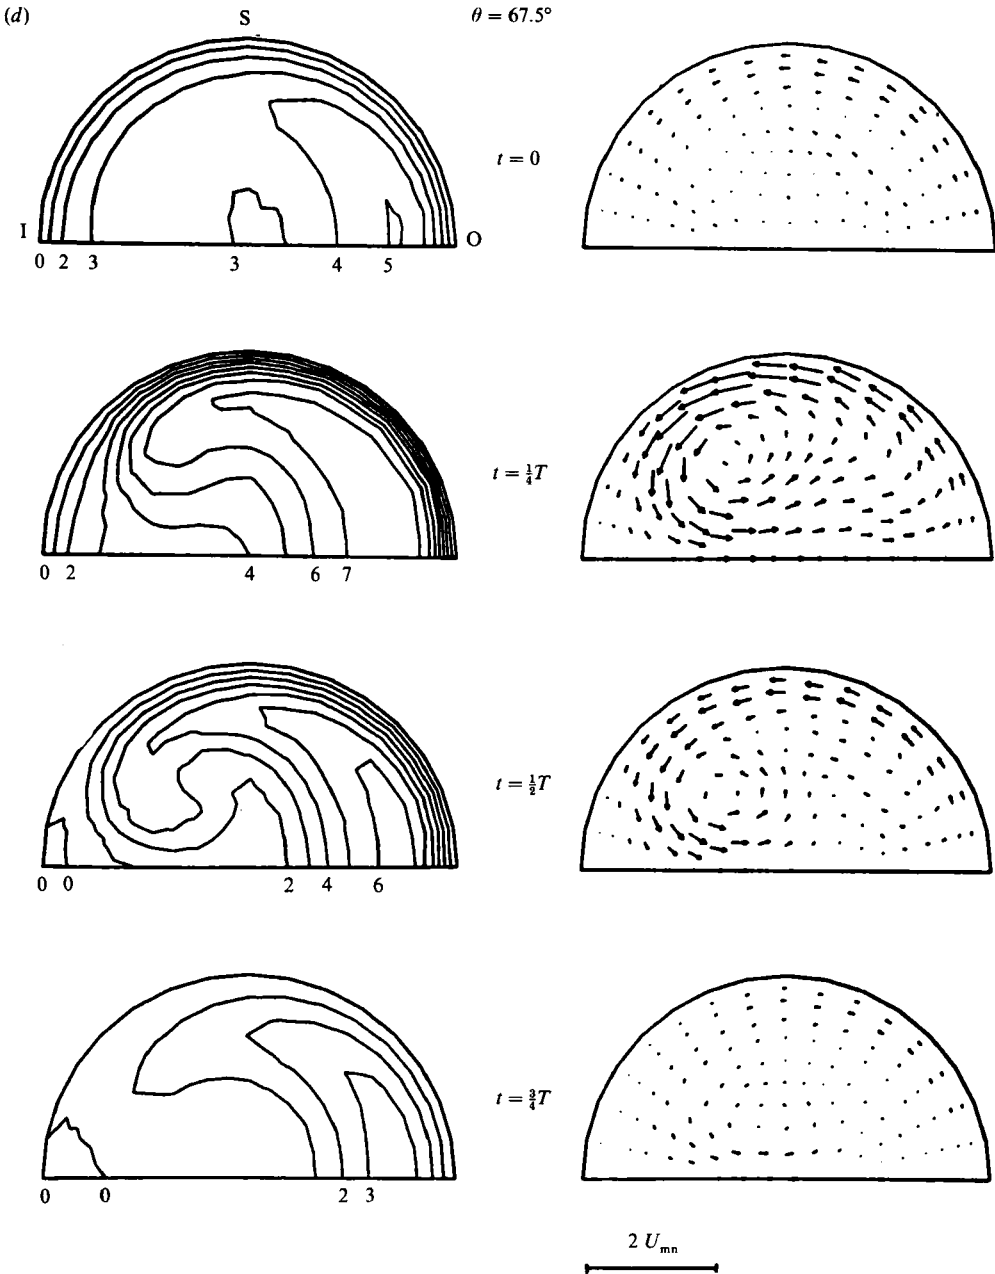 (d) S θ = 67.5°
t = 0
I O
0 2 3 3 4 5
t = ¼T
0 2 4 6 7
t = ½T
0 0 2 4 6
t = ¾T
0 0 2 3
2 U_mn